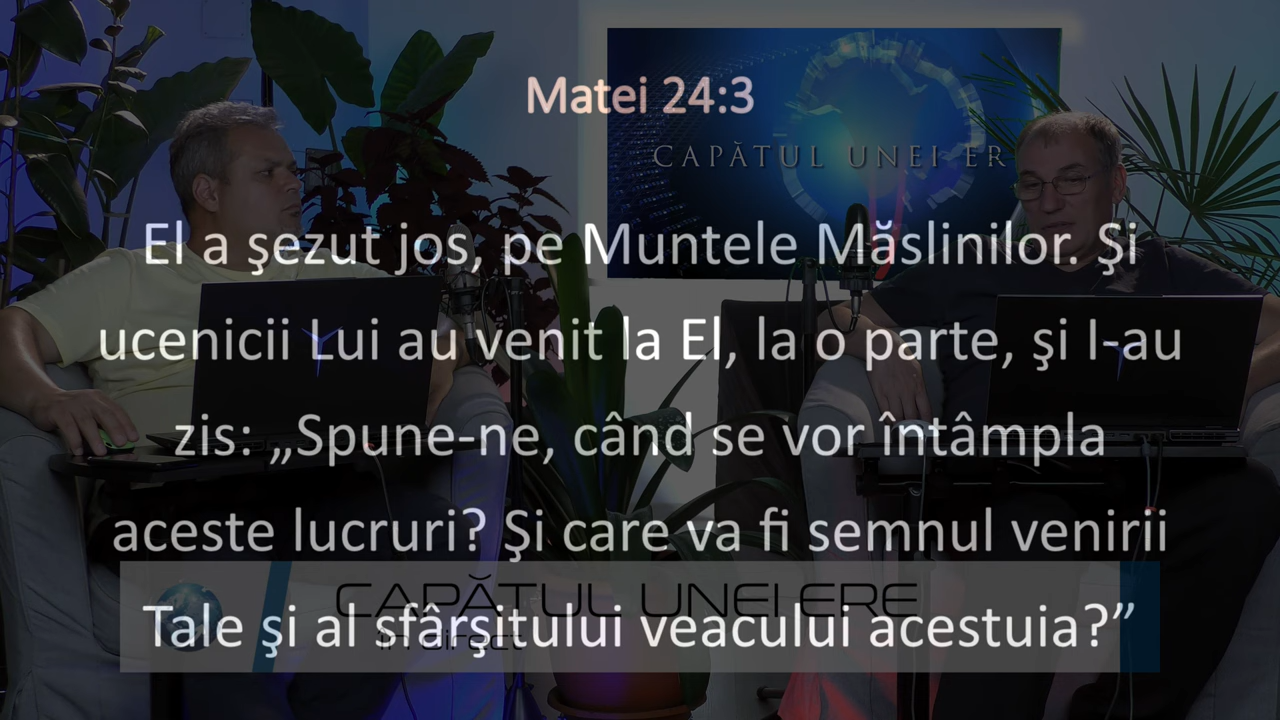 Matei 24:3
CAPĂTUL UNEI ER
El a şezut jos, pe Muntele Măslinilor. Şi
ucenicii Lui au venit la El, la o parte, şi I-au
zis: „Spune-ne, când se vor întâmpla
aceste lucruri? Şi care va fi semnul venirii
CAPĂTUL UNEI ERE
Tale şi al sfârşitului veacului acestuia?”
în direct